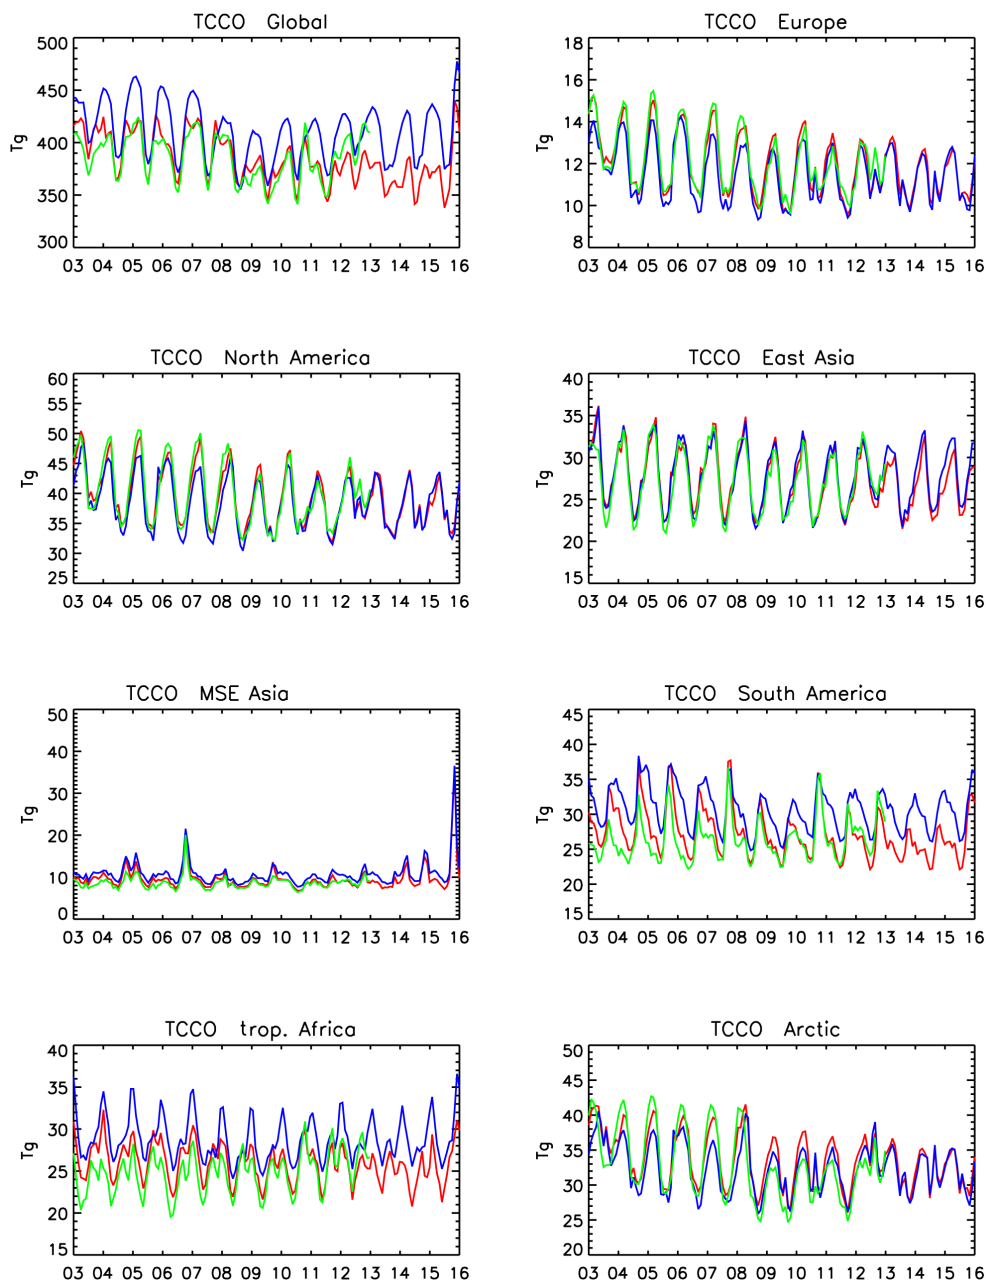 TCCO Global
500
450
400
350
300
Tg
03 04 05 06 07 08 09 10 11 12 13 14 15 16
TCCO Europe
18
16
14
12
10
8
Tg
03 04 05 06 07 08 09 10 11 12 13 14 15 16
TCCO North America
60
55
50
45
40
35
30
25
Tg
03 04 05 06 07 08 09 10 11 12 13 14 15 16
TCCO East Asia
40
35
30
25
20
15
Tg
03 04 05 06 07 08 09 10 11 12 13 14 15 16
TCCO MSE Asia
50
40
30
20
10
0
Tg
03 04 05 06 07 08 09 10 11 12 13 14 15 16
TCCO South America
45
40
35
30
25
20
15
Tg
03 04 05 06 07 08 09 10 11 12 13 14 15 16
TCCO trop. Africa
40
35
30
25
20
15
Tg
03 04 05 06 07 08 09 10 11 12 13 14 15 16
TCCO Arctic
50
45
40
35
30
25
20
Tg
03 04 05 06 07 08 09 10 11 12 13 14 15 16